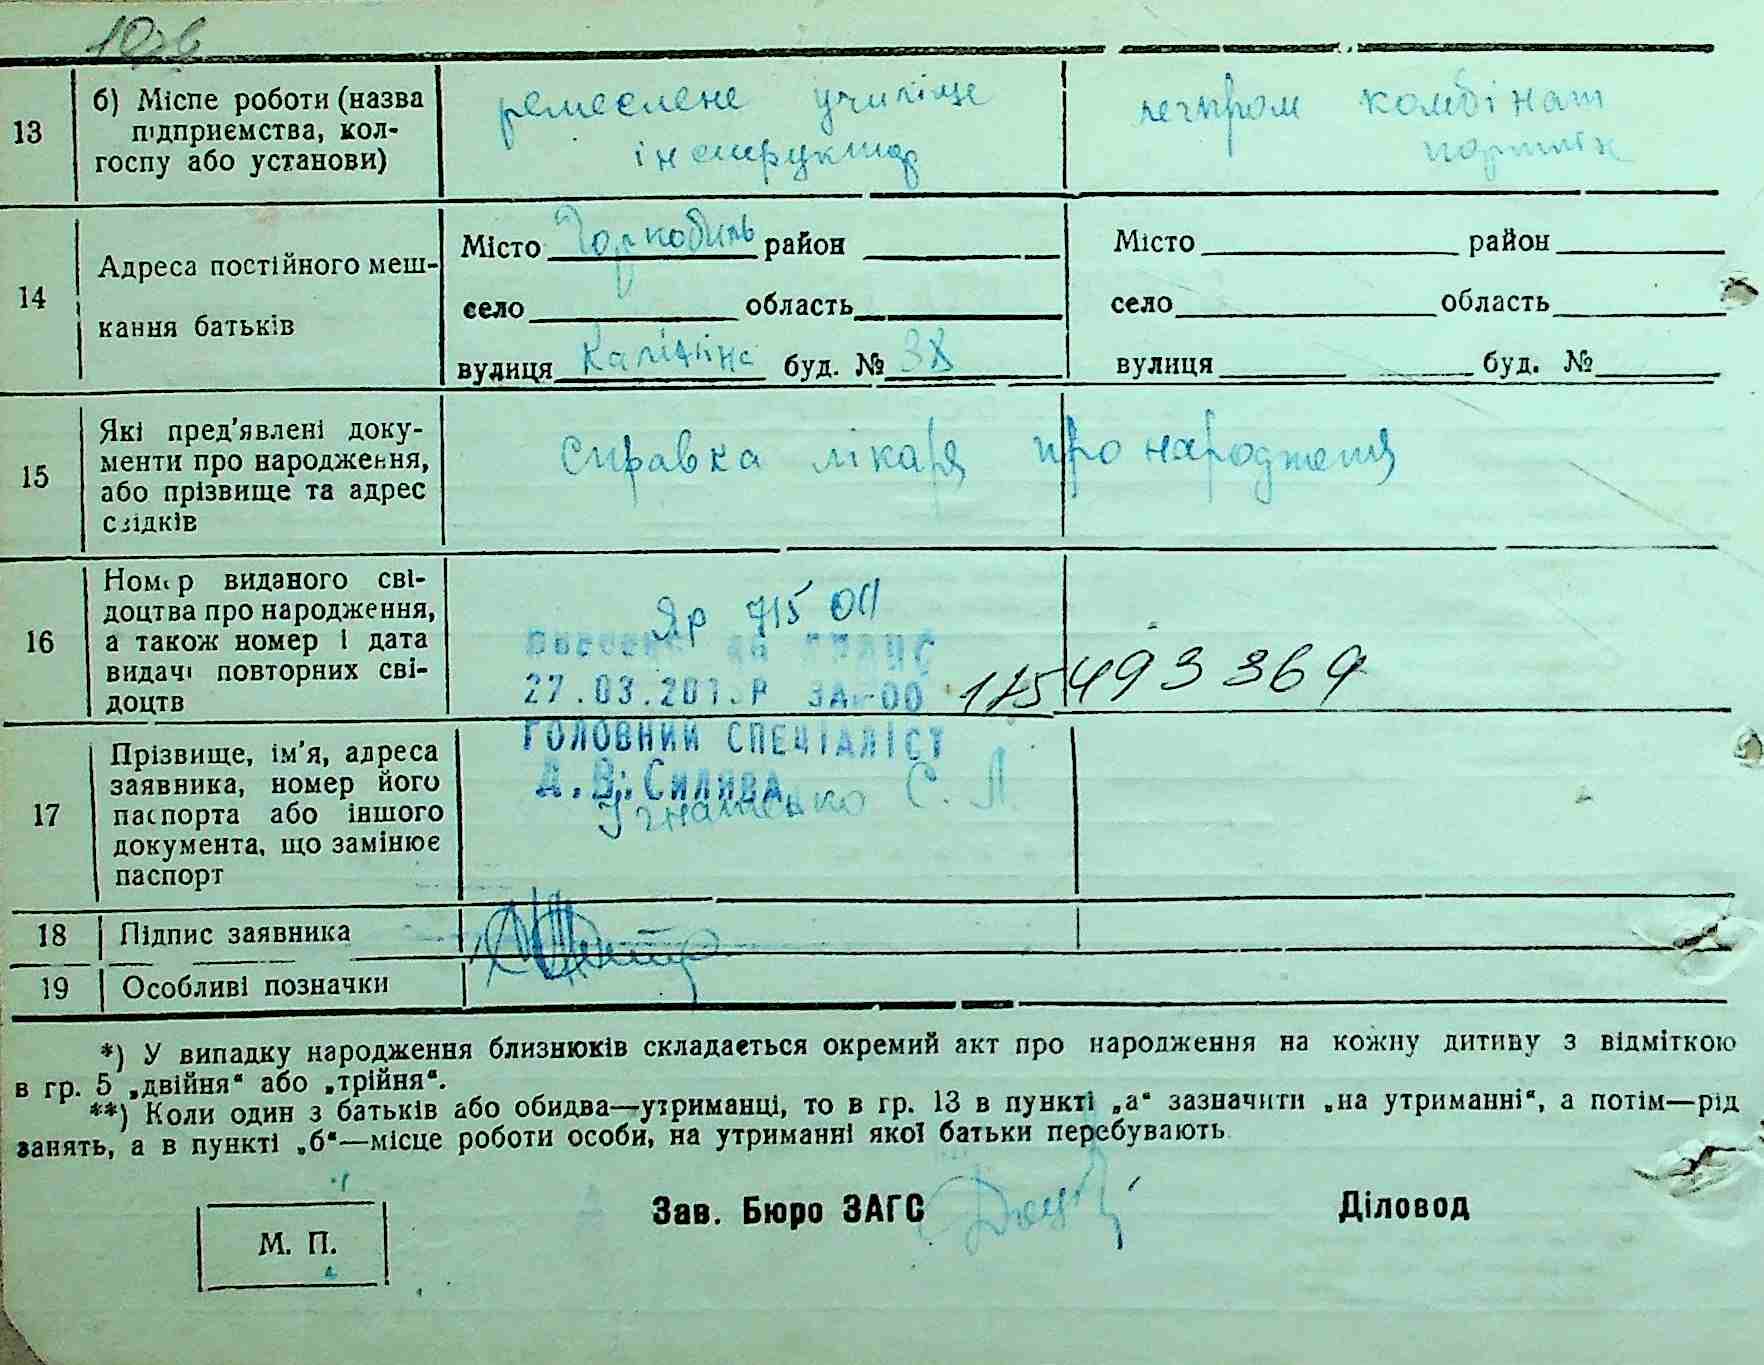 13 б) Місце роботи (назва підприємства, кол-
госпу або установи)
ремеслене училище
інструктор
легпром комбінат
14 Адреса постійного меш-
кання батьків
Місто Чорнобиль район
село область
вулиця Калініна буд. №
Місто район
село область
вулиця буд. №
15 Які пред'явлені доку-
менти про народження,
або прізвище та адрес
свідків
Справка лікаря про народження
16 Номер виданого сві-
доцтва про народження,
а також номер і дата
видачі повторних сві-
доцтв
27.03.201 Р
ГОЛОВНИЙ СПЕЦІАЛІСТ
А.В. Силява
17 Прізвище, ім'я, адреса
заявника, номер його
паспорта або іншого
документа, що замінює
паспорт
Ігнатенко С. Л
18 Підпис заявника
19 Особливі позначки
*) У випадку народження близнюків складається окремий акт про народження на кожну дитину з відміткою
в гр. 5 „двійня“ або „трійня“.
**) Коли один з батьків або обидва—утриманці, то в гр. 13 в пункті „а“ зазначити „на утриманні“, а потім—рід
занять, а в пункті „б“—місце роботи особи, на утриманні якої батьки перебувають
М. П.
Зав. Бюро ЗАГС
Діловод